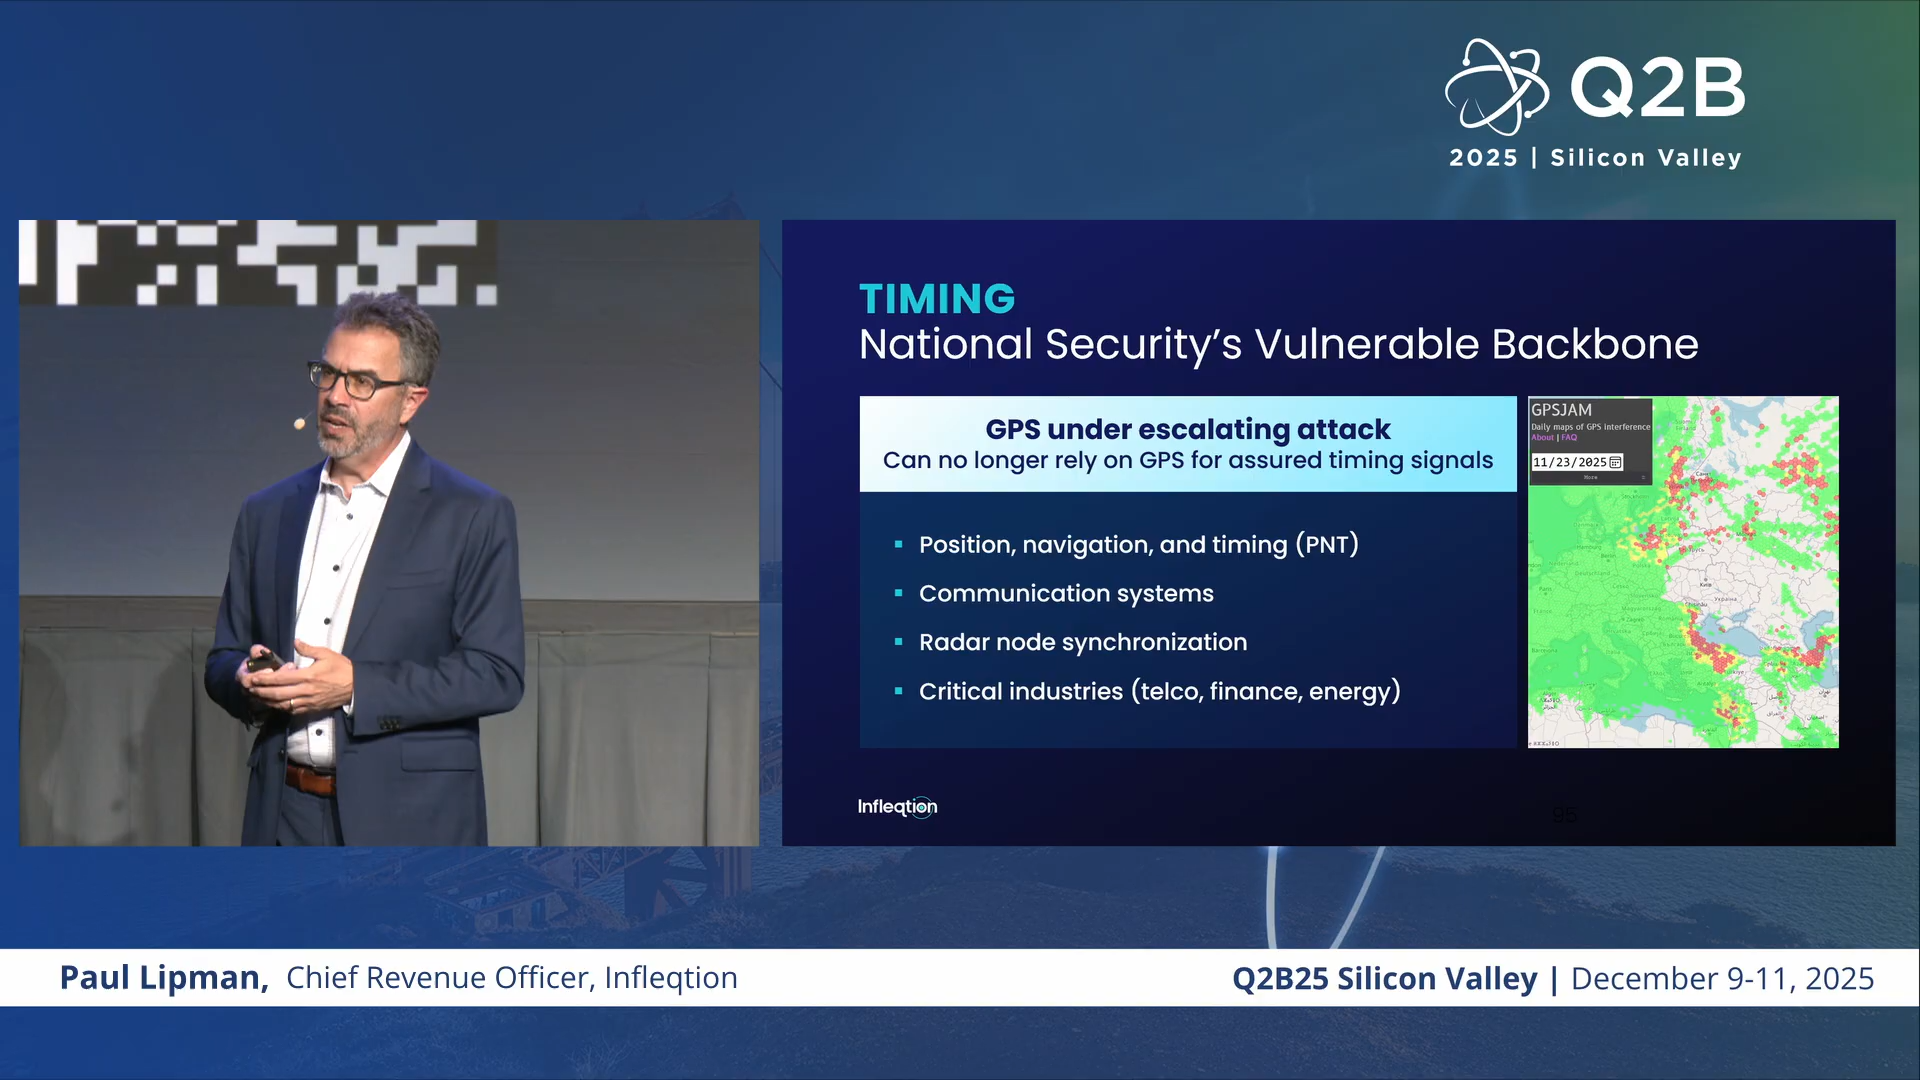 Q2B
2025 | Silicon Valley
TIMING
National Security's Vulnerable Backbone
GPS under escalating attack
Can no longer rely on GPS for assured timing signals
▪ Position, navigation, and timing (PNT)
▪ Communication systems
▪ Radar node synchronization
▪ Critical industries (telco, finance, energy)
GPSJAM
Daily maps of GPS interference
About | FAQ
11/23/2025
More
Infleqtion
95
Paul Lipman, Chief Revenue Officer, Infleqtion
Q2B25 Silicon Valley | December 9-11, 2025